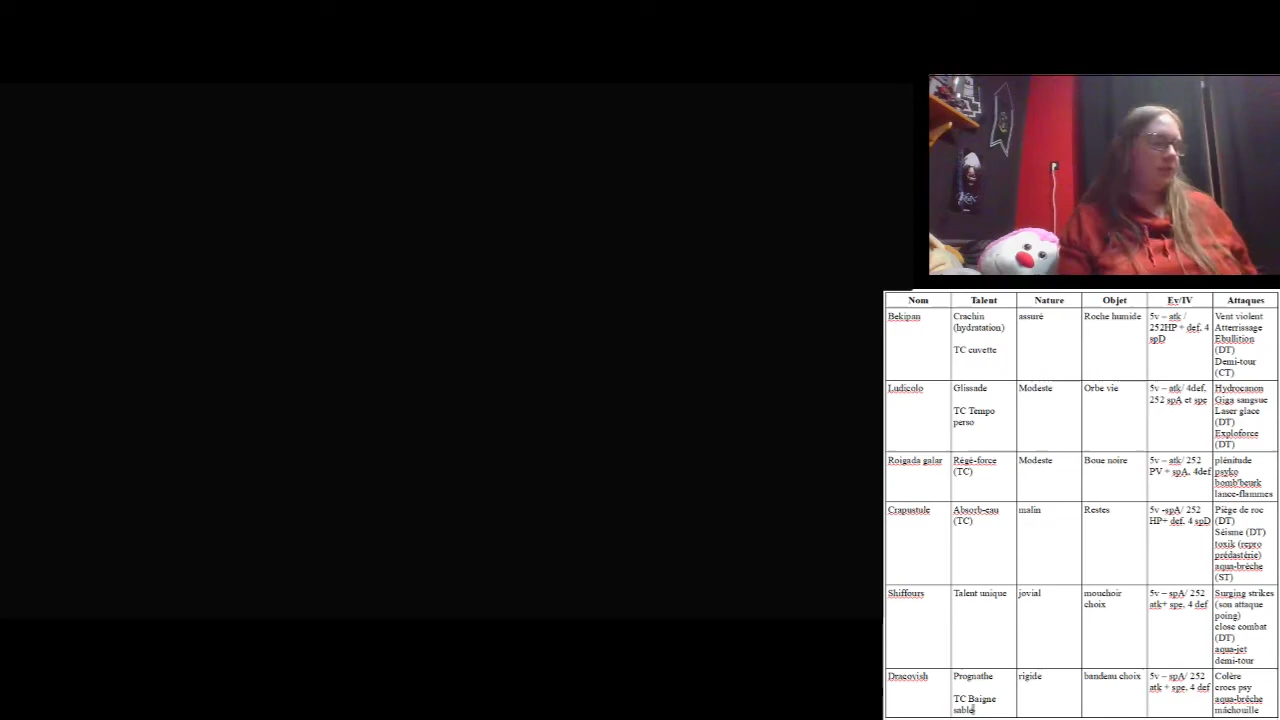 Nom Talent Nature Objet Ev/IV Attaques
Bekipan
Crachin
(hydratation)
TC cuvette
assuré
Roche humide
5v – atk /
252HP + def, 4
spD
Vent violent
Atterrissage
Ebullition
(DT)
Demi-tour
(CT)
Ludicolo
Glissade
TC Tempo
perso
Modeste
Orbe vie
5v – atk/ 4def,
252 spA et spe
Hydrocanon
Giga sangsue
Laser glace
(DT)
Exploforce
(DT)
Roigada galar
Régé-force
(TC)
Modeste
Boue noire
5v – atk/ 252
PV + spA, 4def
plénitude
psyko
bomb'beurk
lance-flammes
Crapustule
Absorb-eau
(TC)
malin
Restes
5v -spA/ 252
HP+ def, 4 spD
Piège de roc
(DT)
Séisme (DT)
toxik (repro
prédastérie)
aqua-brèche
(ST)
Shiffours
Talent unique
jovial
mouchoir
choix
5v – spA/ 252
atk+ spe, 4 def
Surging strikes
(son attaque
poing)
close combat
(DT)
aqua-jet
demi-tour
Dracovish
Prognathe
TC Baigne
sable
rigide
bandeau choix
5v – spA/ 252
atk + spe, 4 def
Colère
crocs psy
aqua-brèche
mâchouille